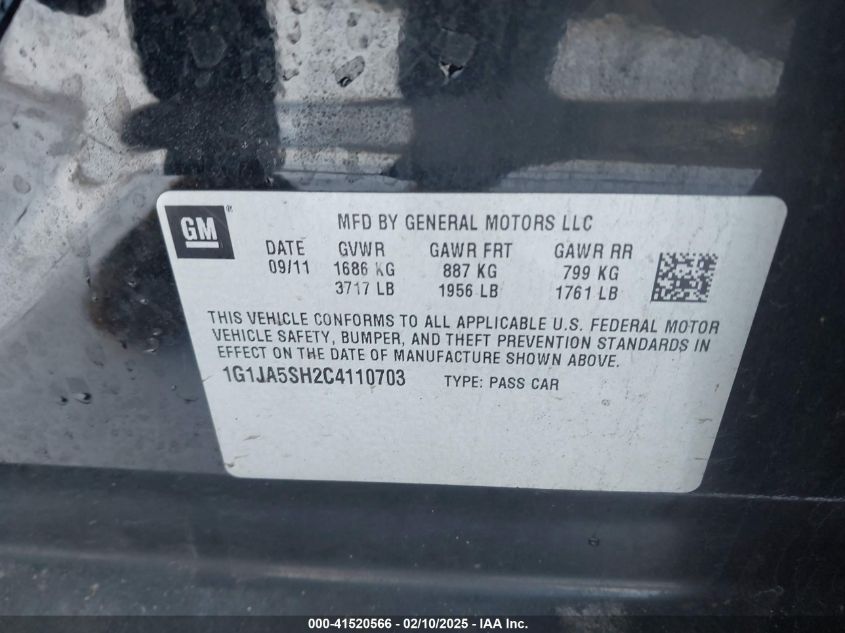 GM ®
MFD BY GENERAL MOTORS LLC
DATE GVWR GAWR FRT GAWR RR
09/11 1686 KG 887 KG 799 KG
3717 LB 1956 LB 1761 LB
THIS VEHICLE CONFORMS TO ALL APPLICABLE U.S. FEDERAL MOTOR
VEHICLE SAFETY, BUMPER, AND THEFT PREVENTION STANDARDS IN
EFFECT ON THE DATE OF MANUFACTURE SHOWN ABOVE.
1G1JA5SH2C4110703 TYPE: PASS CAR
000-41520566 - 02/10/2025 - IAA Inc.